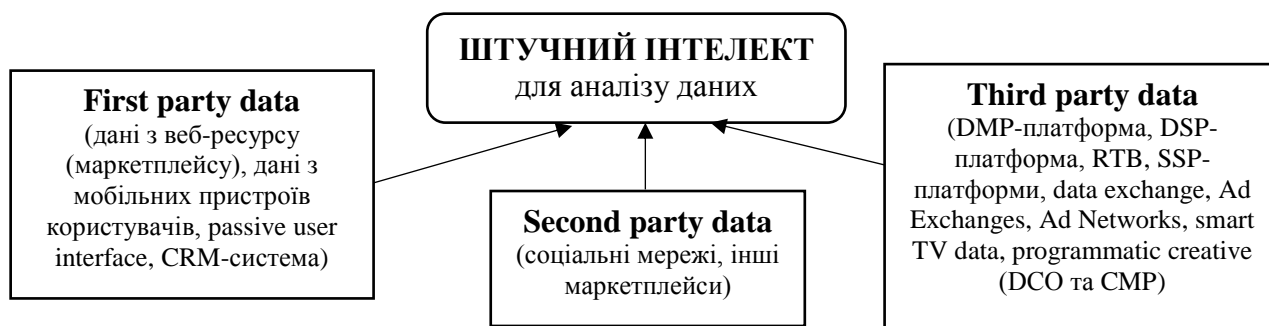 ШТУЧНИЙ ІНТЕЛЕКТ
для аналізу даних
First party data
(дані з веб-ресурсу
(маркетплейсу), дані з
мобільних пристроїв
користувачів, passive user
interface, CRM-система)
Second party data
(соціальні мережі, інші
маркетплейси)
Third party data
(DMP-платформа, DSP-
платформа, RTB, SSP-
платформи, data exchange, Ad
Exchanges, Ad Networks, smart
TV data, programmatic creative
(DCO та CMP)